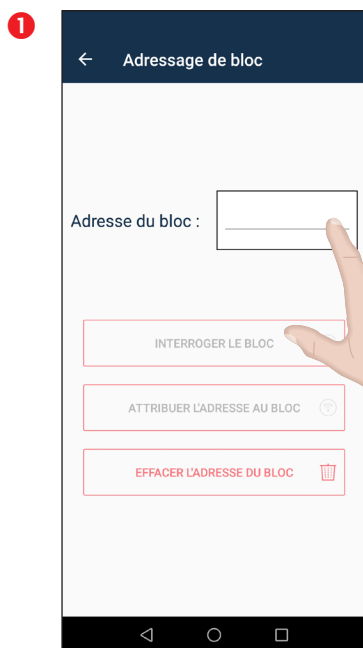 1
Adressage de bloc
Adresse du bloc :
INTERROGER LE BLOC
ATTRIBUER L'ADRESSE AU BLOC
EFFACER L'ADRESSE DU BLOC